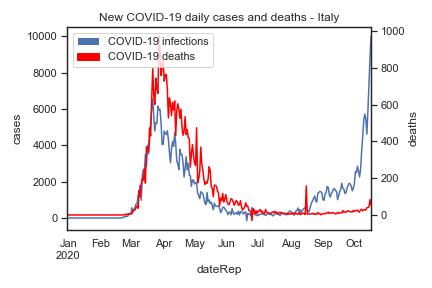 New COVID-19 daily cases and deaths - Italy
COVID-19 infections
COVID-19 deaths
10000
8000
6000
4000
2000
0
cases
1000
800
600
400
200
0
deaths
Jan Feb Mar Apr May Jun Jul Aug Sep Oct
2020
dateRep